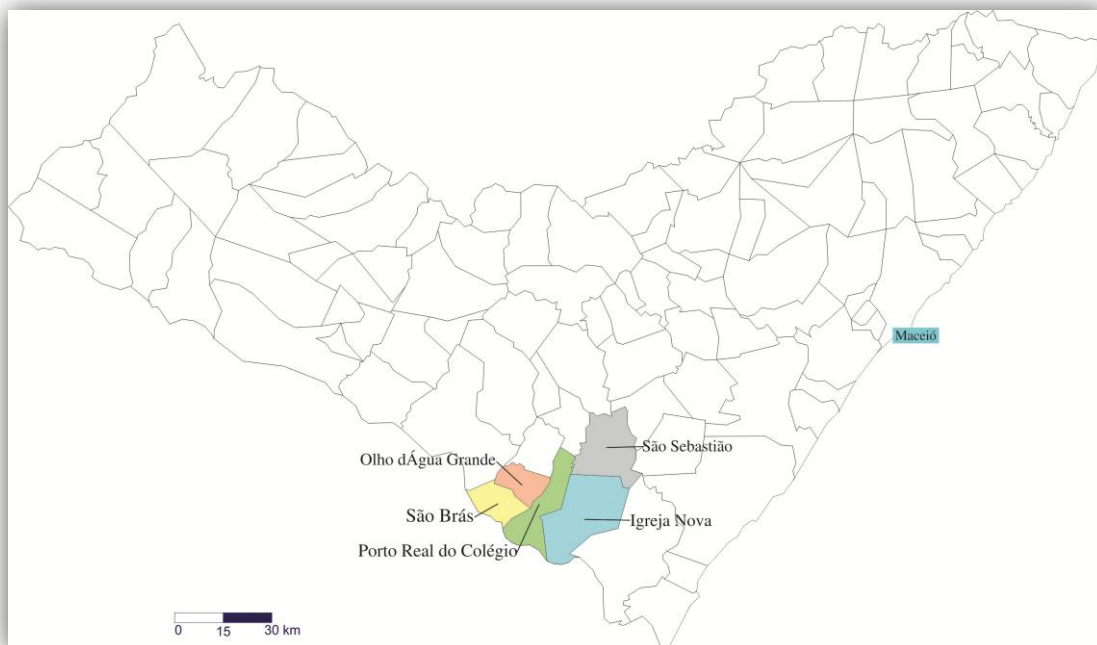 Maceió
São Sebastião
Olho dÁgua Grande
São Brás
Igreja Nova
Porto Real do Colégio
0 15 30 km